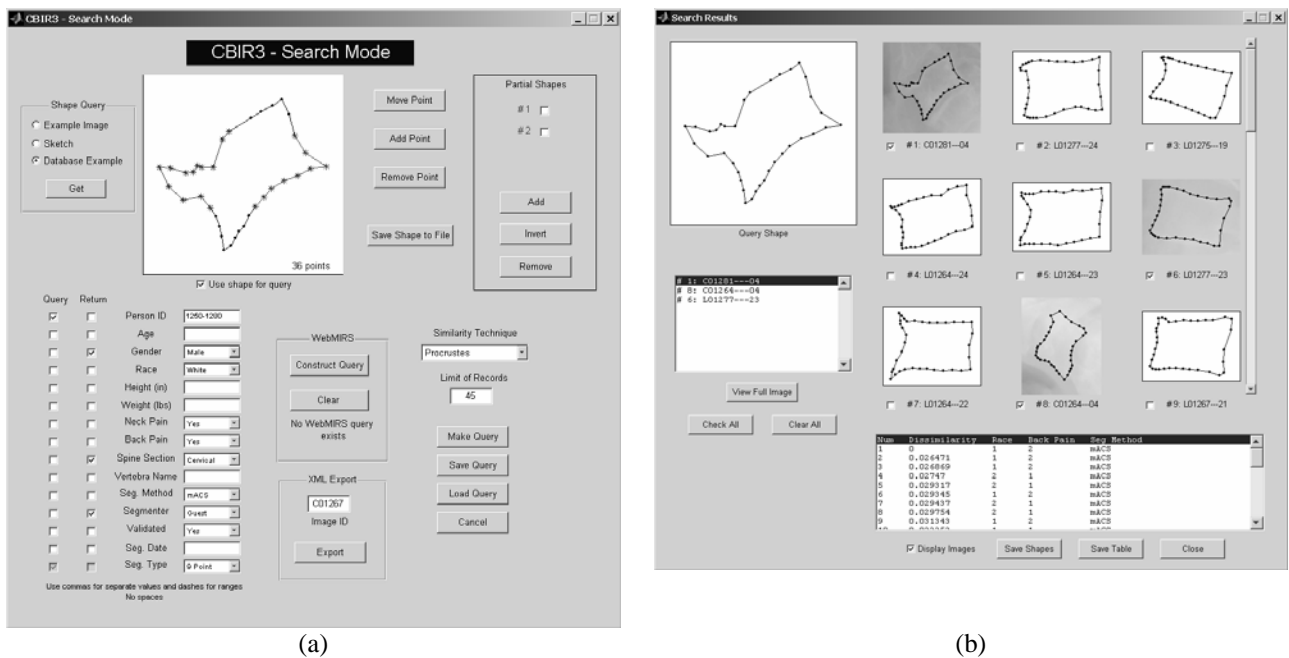 CBIR3 - Search Mode
CBIR3 - Search Mode
Shape Query
Example Image
Sketch
Database Example
Get
36 points
Use shape for query
Move Point
Add Point
Remove Point
Save Shape to File
Partial Shapes
# 1
# 2
Add
Invert
Remove
Query Return
Person ID 1250-1280
Age
Gender Male
Race White
Height (in)
Weight (lbs)
Neck Pain Yes
Back Pain Yes
Spine Section Cervical
Vertebra Name
Seg. Method mACS
Segmenter Guest
Validated Yes
Seg. Date
Seg. Type 9 Point
Use commas for separate values and dashes for ranges
No spaces
WebMIRS
Construct Query
Clear
No WebMIRS query
exists
XML Export
C01267
Image ID
Export
Similarity Technique
Procrustes
Limit of Records
45
Make Query
Save Query
Load Query
Cancel
(a)
Search Results
Query Shape
# 1: C01281---04
# 8: C01264---04
# 6: L01277---23
View Full Image
Check All Clear All
#1: C01281---04 #2: L01277---24 #3: L01275---19
#4: L01264---24 #5: L01264---23 #6: L01277---23
#7: L01264---22 #8: C01264---04 #9: L01267---21
Num Dissimilarity Race Back Pain Seg Method
1 0 1 2 mACS
2 0.026471 1 2 mACS
3 0.026869 1 2 mACS
4 0.02747 2 1 mACS
5 0.029317 2 1 mACS
6 0.029345 1 2 mACS
7 0.029437 2 1 mACS
8 0.029754 2 1 mACS
9 0.031343 1 2 mACS
Display Images Save Shapes Save Table Close
(b)